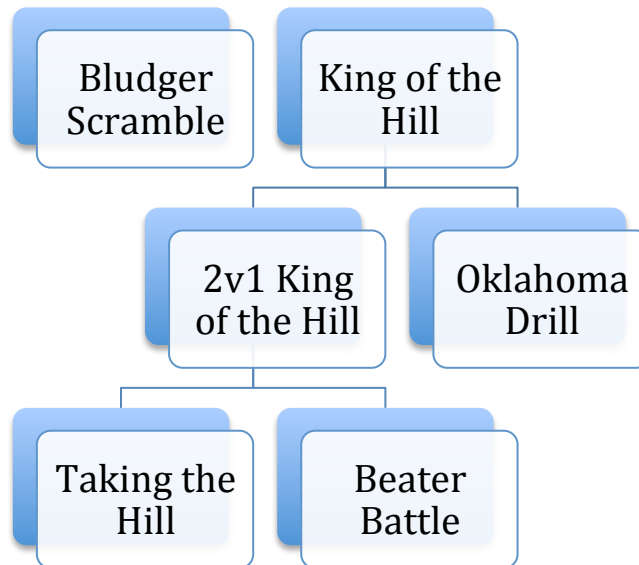 Bludger
Scramble
King of the
Hill
2v1 King
of the Hill
Oklahoma
Drill
Taking the
Hill
Beater
Battle